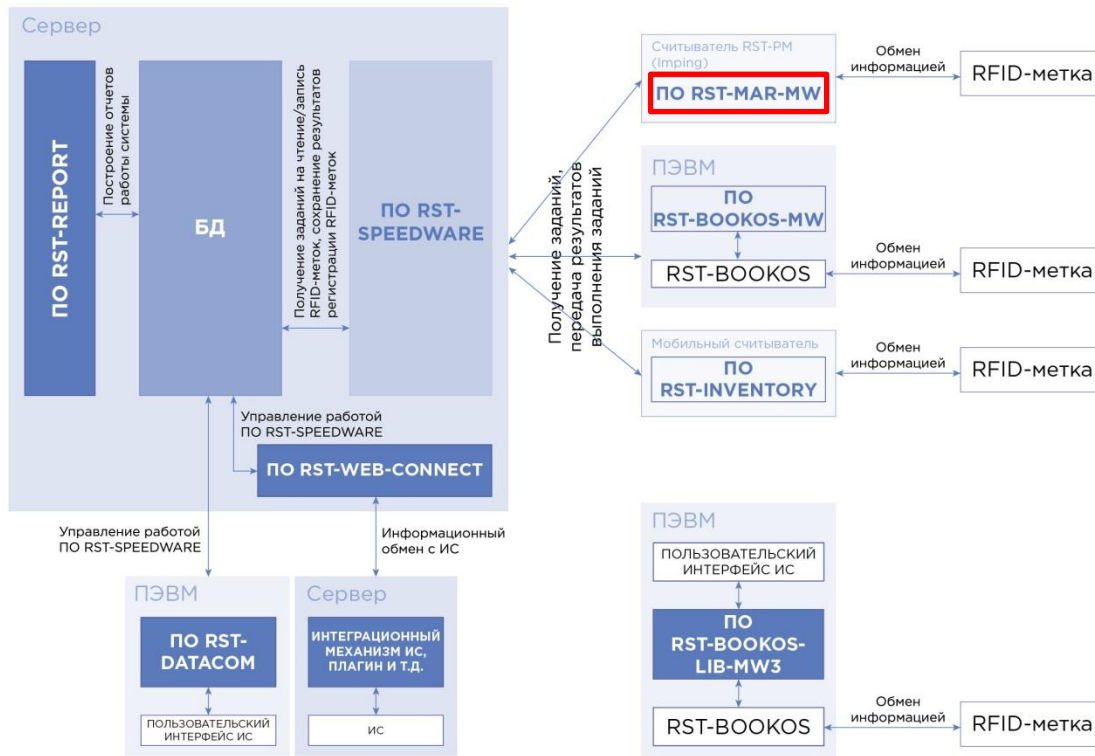 Сервер
ПО RST-REPORT
Построение отчетов
работы системы
БД
Получение заданий на чтение/запись
RFID-меток, сохранение результатов
регистрации RFID-меток
ПО RST-
SPEEDWARE
Управление работой
ПО RST-SPEEDWARE
ПО RST-WEB-CONNECT
Получение заданий,
передача результатов
выполнения заданий
Считыватель RST-PM
(Imping)
ПО RST-MAR-MW
Обмен
информацией
RFID-метка
ПЭВМ
ПО
RST-BOOKOS-MW
RST-BOOKOS
Обмен
информацией
RFID-метка
Мобильный считыватель
ПО
RST-INVENTORY
Обмен
информацией
RFID-метка
Управление работой
ПО RST-SPEEDWARE
Информационный
обмен с ИС
ПЭВМ
ПО RST-
DATACOM
ПОЛЬЗОВАТЕЛЬСКИЙ
ИНТЕРФЕЙС ИС
Сервер
ИНТЕГРАЦИОННЫЙ
МЕХАНИЗМ ИС,
ПЛАГИН И Т.Д.
ИС
ПЭВМ
ПОЛЬЗОВАТЕЛЬСКИЙ
ИНТЕРФЕЙС ИС
ПО
RST-BOOKOS-
LIB-MW3
RST-BOOKOS
Обмен
информацией
RFID-метка